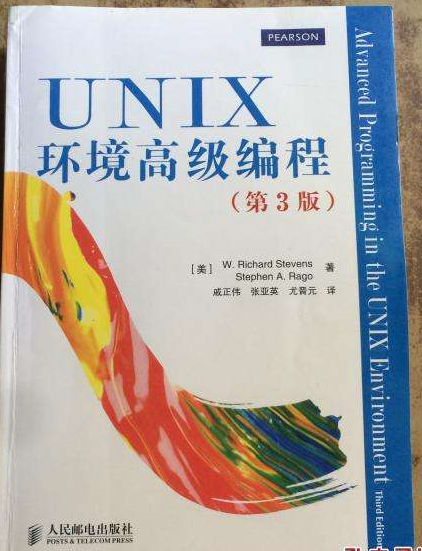 PEARSON
UNIX
环境高级编程
（第3版）
[美] W. Richard Stevens 著
Stephen A. Rago
戚正伟 张亚英 尤晋元 译
Advanced Programming in the UNIX Environment Third Edition
人民邮电出版社
POSTS & TELECOM PRESS